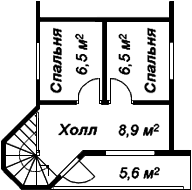 Спальня
6,5 м²
6,5 м²
Спальня
Холл 8,9 м²
5,6 м²